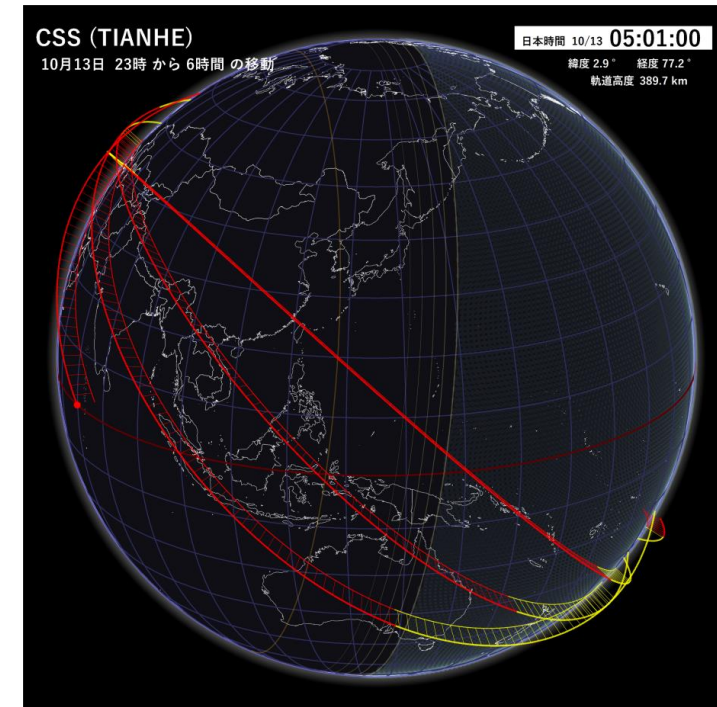 CSS (TIANHE)
10月13日 23時 から 6時間 の移動
日本時間 10/13 05:01:00
緯度 2.9° 経度 77.2°
軌道高度 389.7 km